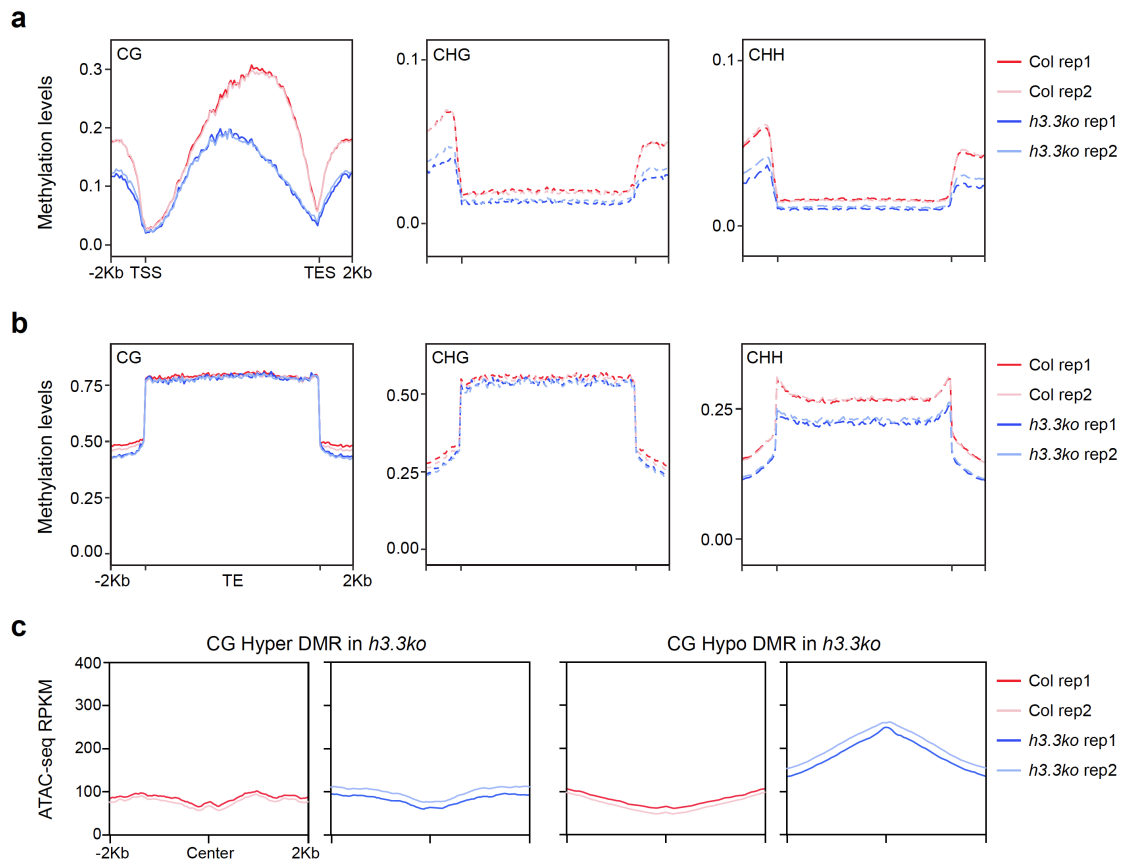 a
CG
CHG
CHH
Methylation levels
0.3
0.2
0.1
0.0
-2Kb TSS TES 2Kb
0.1
0.0
0.1
0.0
Col rep1
Col rep2
h3.3ko rep1
h3.3ko rep2
b
CG
CHG
CHH
Methylation levels
0.75
0.50
0.25
0.00
-2Kb TE 2Kb
0.50
0.25
0.00
0.25
0.00
Col rep1
Col rep2
h3.3ko rep1
h3.3ko rep2
c
CG Hyper DMR in h3.3ko
CG Hypo DMR in h3.3ko
ATAC-seq RPKM
400
300
200
100
0
-2Kb Center 2Kb
Col rep1
Col rep2
h3.3ko rep1
h3.3ko rep2